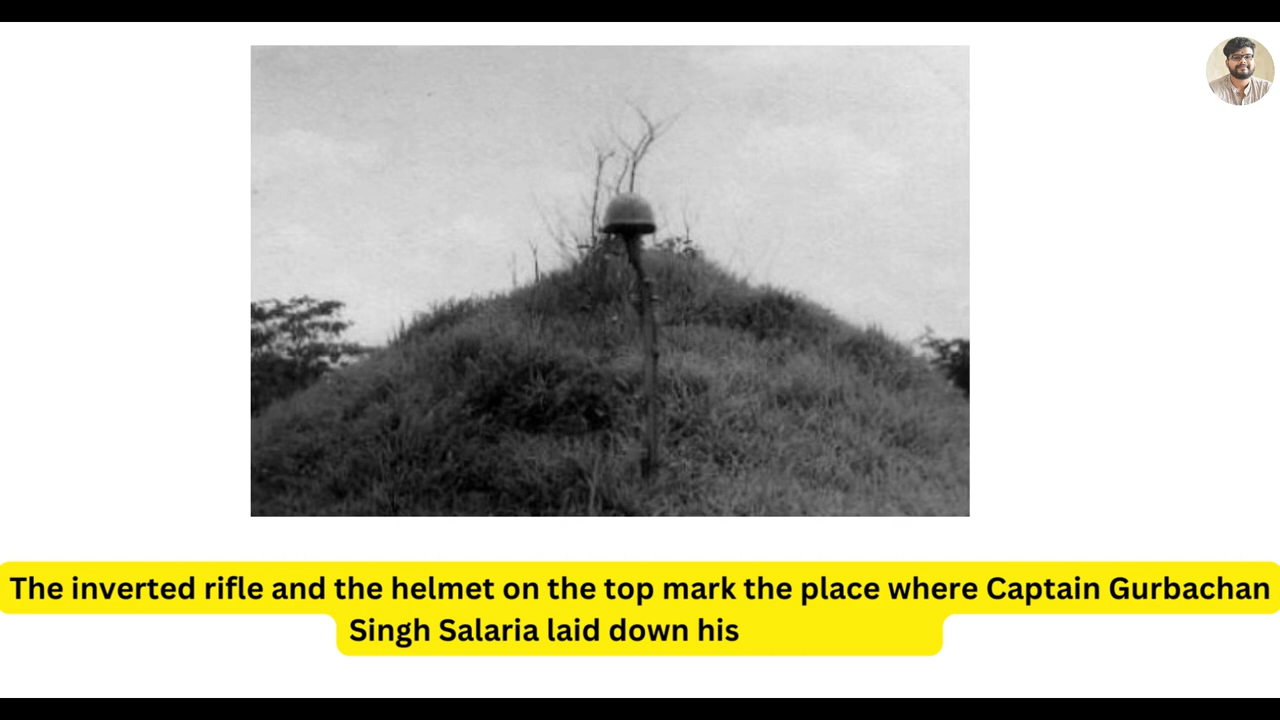 The inverted rifle and the helmet on the top mark the place where Captain Gurbachan
Singh Salaria laid down his